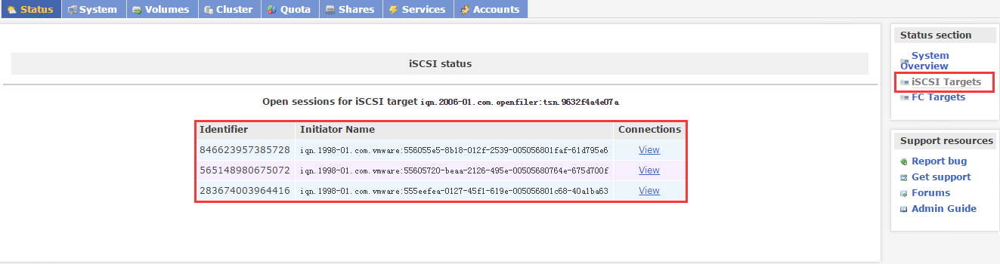 Status System Volumes Cluster Quota Shares Services Accounts
iSCSI status
Open sessions for iSCSI target iqn.2006-01.com.openfiler:tsn.9632f4a4e07a
Identifier Initiator Name Connections
846623957385728 iqn.1998-01.com.vmware:556055e5-8b18-012f-2539-005056801faf-61d795e6 View
565148980675072 iqn.1998-01.com.vmware:55605720-beaa-2126-495e-00505680764e-675d700f View
283674003964416 iqn.1998-01.com.vmware:555eefea-0127-45f1-619e-005056801c68-40a1ba63 View
Status section
System
Overview
iSCSI Targets
FC Targets
Support resources
Report bug
Get support
Forums
Admin Guide